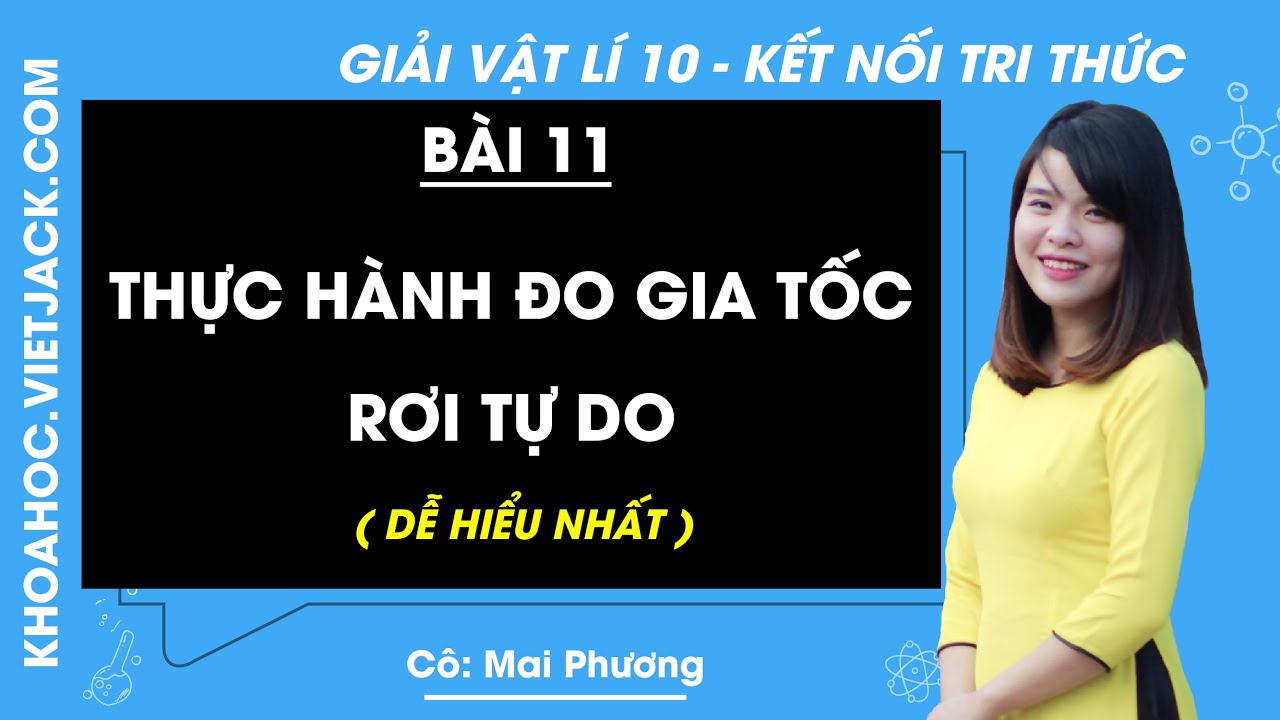 GIẢI VẬT LÍ 10 - KẾT NỐI TRI THỨC
KHOAHOC.VIETJACK.COM
BÀI 11
THỰC HÀNH ĐO GIA TỐC
RƠI TỰ DO
( DỄ HIỂU NHẤT )
Cô: Mai Phương